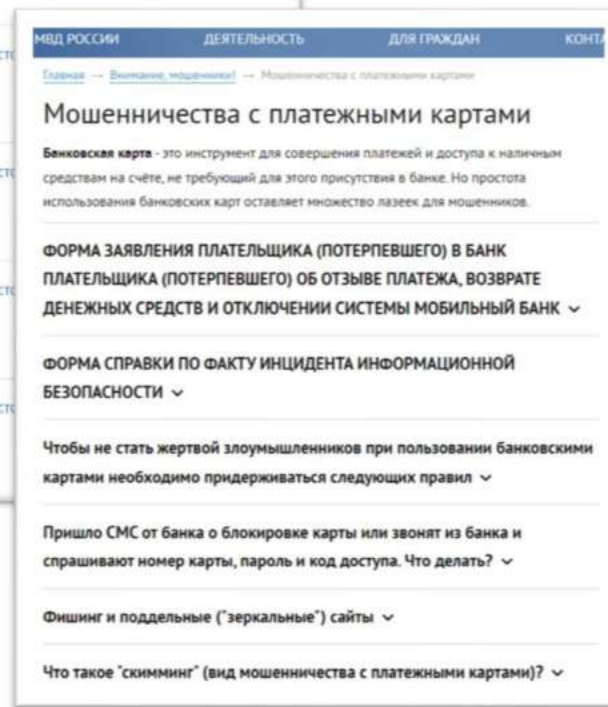 МВД РОССИИ ДЕЯТЕЛЬНОСТЬ ДЛЯ ГРАЖДАН
Главная → Внимание, мошенники! → Мошенничества с платежными картами
Мошенничества с платежными картами
Банковская карта - это инструмент для совершения платежей и доступа к наличным
средствам на счёте, не требующий для этого присутствия в банке. Но простота
использования банковских карт оставляет множество лазеек для мошенников.
ФОРМА ЗАЯВЛЕНИЯ ПЛАТЕЛЬЩИКА (ПОТЕРПЕВШЕГО) В БАНК
ПЛАТЕЛЬЩИКА (ПОТЕРПЕВШЕГО) ОБ ОТЗЫВЕ ПЛАТЕЖА, ВОЗВРАТЕ
ДЕНЕЖНЫХ СРЕДСТВ И ОТКЛЮЧЕНИИ СИСТЕМЫ МОБИЛЬНЫЙ БАНК
ФОРМА СПРАВКИ ПО ФАКТУ ИНЦИДЕНТА ИНФОРМАЦИОННОЙ
БЕЗОПАСНОСТИ
Чтобы не стать жертвой злоумышленников при пользовании банковскими
картами необходимо придерживаться следующих правил
Пришло СМС от банка о блокировке карты или звонят из банка и
спрашивают номер карты, пароль и код доступа. Что делать?
Фишинг и поддельные ("зеркальные") сайты
Что такое "скимминг" (вид мошенничества с платежными картами)?